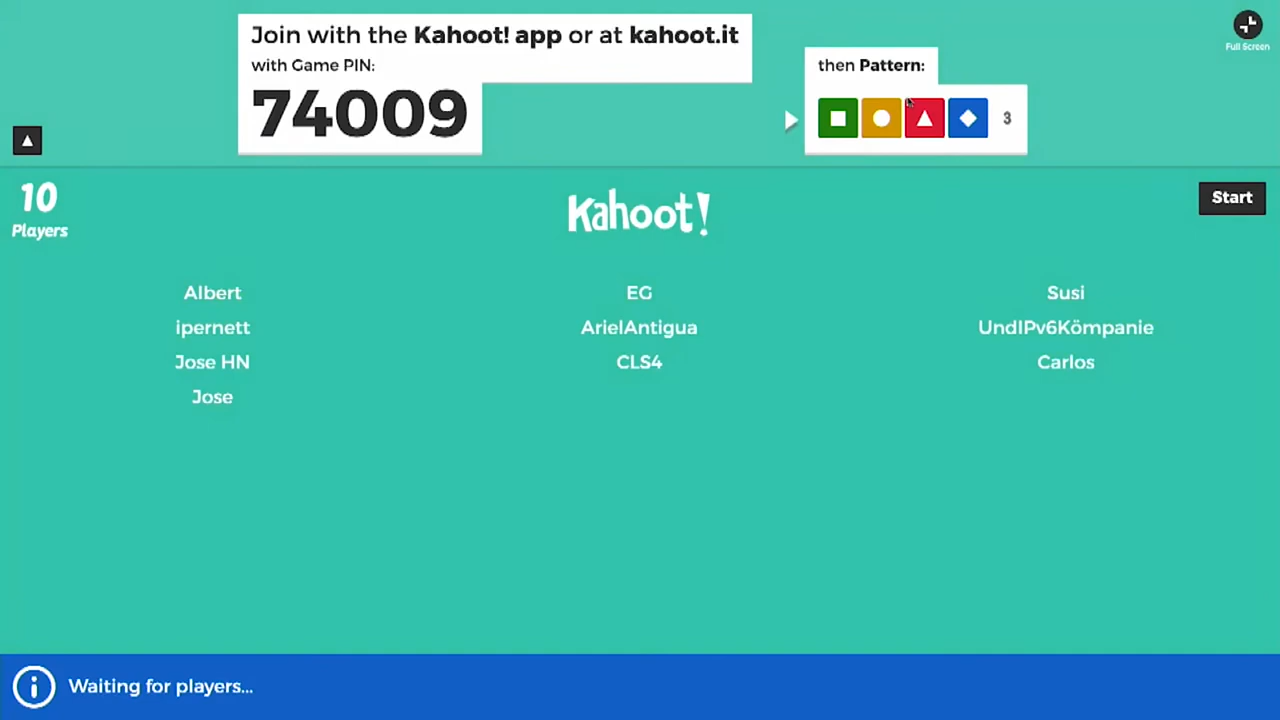 Join with the Kahoot! app or at kahoot.it
with Game PIN:
74009
then Pattern:
3
Full Screen
10
Players
Kahoot!
Start
Albert
EG
Susi
ipernett
ArielAntigua
UndIPv6Kömpanie
Jose HN
CLS4
Carlos
Jose
Waiting for players...